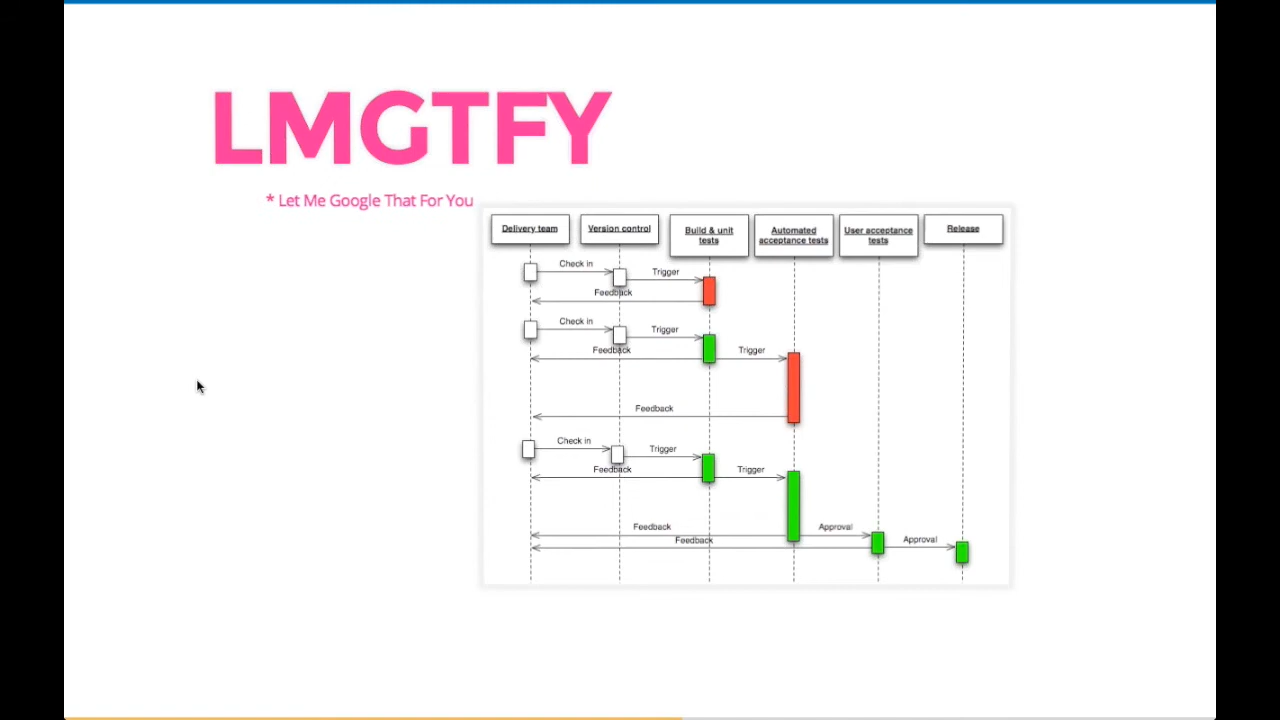 LMGTFY
* Let Me Google That For You
Delivery team
Version control
Build & unit
tests
Automated
acceptance tests
User acceptance
tests
Release
Check in
Trigger
Feedback
Check in
Trigger
Feedback
Trigger
Feedback
Check in
Trigger
Feedback
Trigger
Feedback
Approval
Feedback
Approval